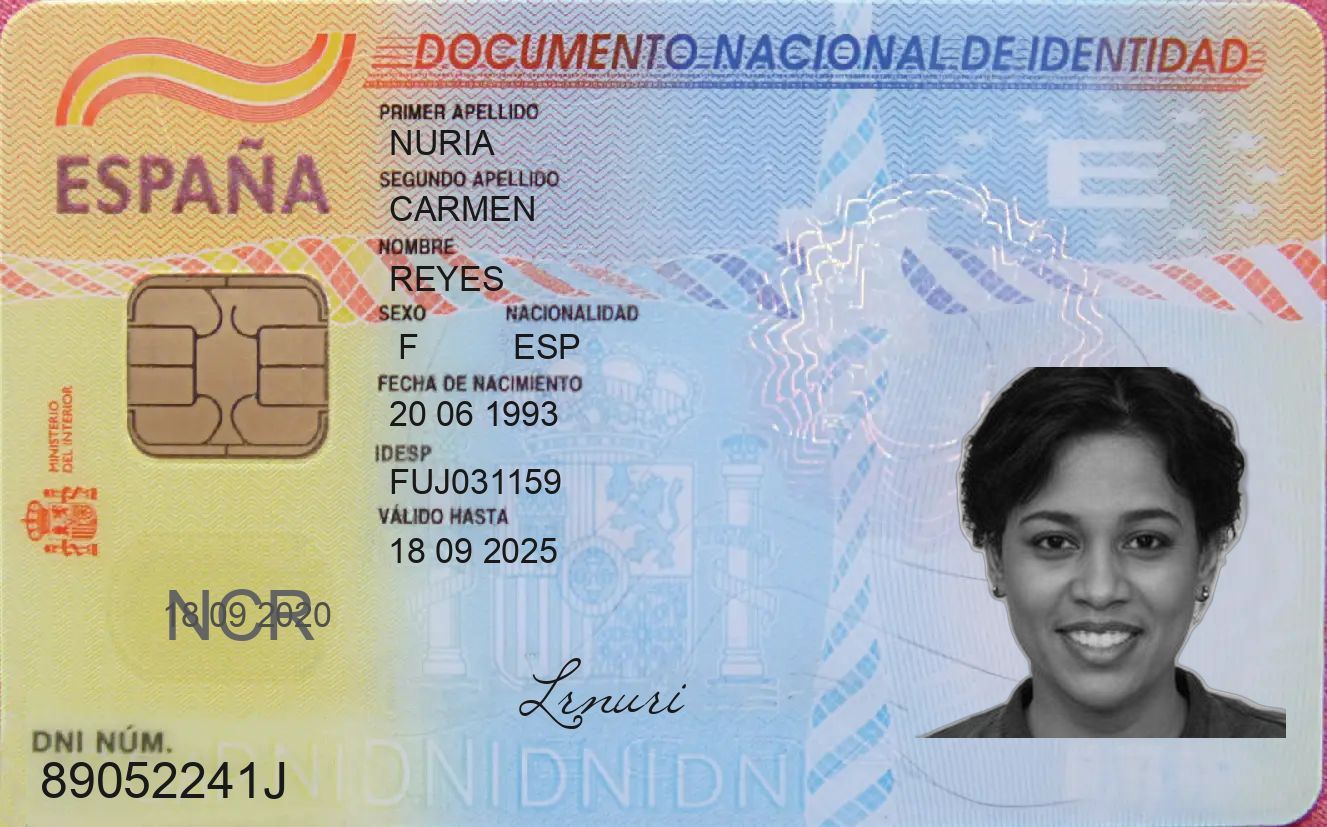 DOCUMENTO NACIONAL DE IDENTIDAD
ESPAÑA
PRIMER APELLIDO
NURIA
SEGUNDO APELLIDO
CARMEN
NOMBRE
REYES
SEXO NACIONALIDAD
F ESP
FECHA DE NACIMIENTO
20 06 1993
IDESP
FUJ031159
VÁLIDO HASTA
18 09 2025
MINISTERIO
DEL INTERIOR
E
NCR
18 09 2020
Lrnuri
DNI NÚM.
89052241J
DNIDNIDNIDNI